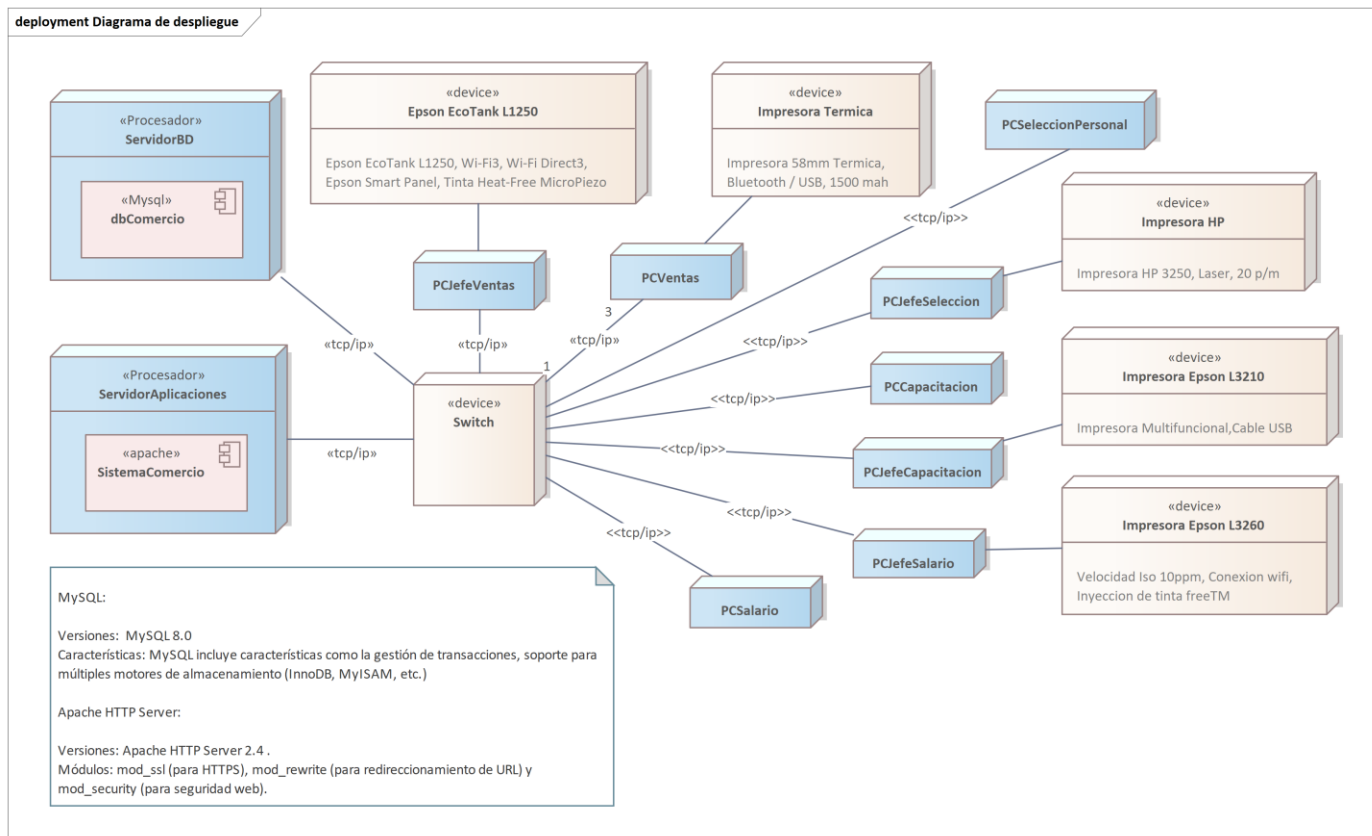 deployment Diagrama de despliegue
«Procesador»
ServidorBD
«Mysql»
dbComercio
«device»
Epson EcoTank L1250
Epson EcoTank L1250, Wi-Fi3, Wi-Fi Direct3,
Epson Smart Panel, Tinta Heat-Free MicroPiezo
«device»
Impresora Termica
Impresora 58mm Termica,
Bluetooth / USB, 1500 mah
PCSeleccionPersonal
«device»
Impresora HP
Impresora HP 3250, Laser, 20 p/m
<<tcp/ip>>
PCJefeVentas
PCVentas
PCJefeSeleccion
3
«tcp/ip»
«tcp/ip»
«tcp/ip»
<<tcp/ip>>
1
«Procesador»
ServidorAplicaciones
«apache»
SistemaComercio
«tcp/ip»
«device»
Switch
<<tcp/ip>>
PCCapacitacion
«device»
Impresora Epson L3210
Impresora Multifuncional,Cable USB
<<tcp/ip>>
PCJefeCapacitacion
<<tcp/ip>>
PCJefeSalario
«device»
Impresora Epson L3260
Velocidad Iso 10ppm, Conexion wifi,
Inyeccion de tinta freeTM
<<tcp/ip>>
PCSalario
MySQL:
Versiones:  MySQL 8.0
Características: MySQL incluye características como la gestión de transacciones, soporte para
múltiples motores de almacenamiento (InnoDB, MyISAM, etc.)
Apache HTTP Server:
Versiones: Apache HTTP Server 2.4 .
Módulos: mod_ssl (para HTTPS), mod_rewrite (para redireccionamiento de URL) y
mod_security (para seguridad web).